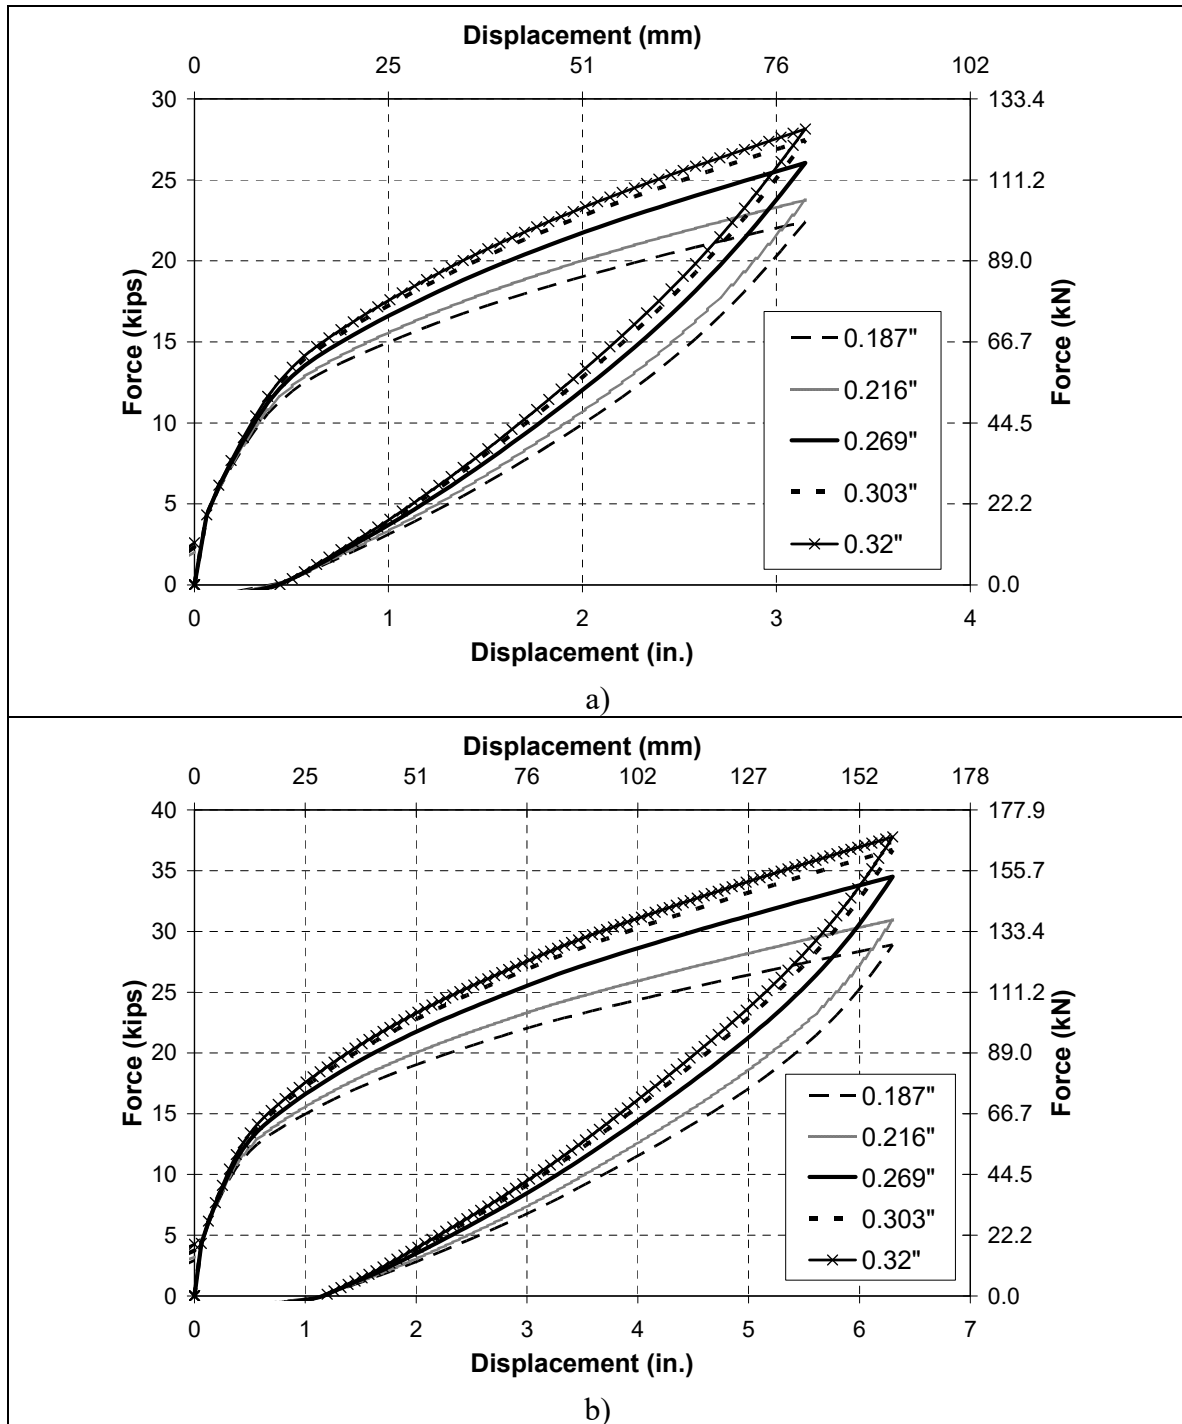 Displacement (mm)
0 25 51 76 102
30 133.4
25 111.2
20 89.0
15 66.7
10 44.5
5 22.2
0 0.0
Force (kips)
Force (kN)
0.187"
0.216"
0.269"
0.303"
0.32"
0 1 2 3 4
Displacement (in.)
a)
Displacement (mm)
0 25 51 76 102 127 152 178
40 177.9
35 155.7
30 133.4
25 111.2
20 89.0
15 66.7
10 44.5
5 22.2
0 0.0
Force (kips)
Force (kN)
0.187"
0.216"
0.269"
0.303"
0.32"
0 1 2 3 4 5 6 7
Displacement (in.)
b)